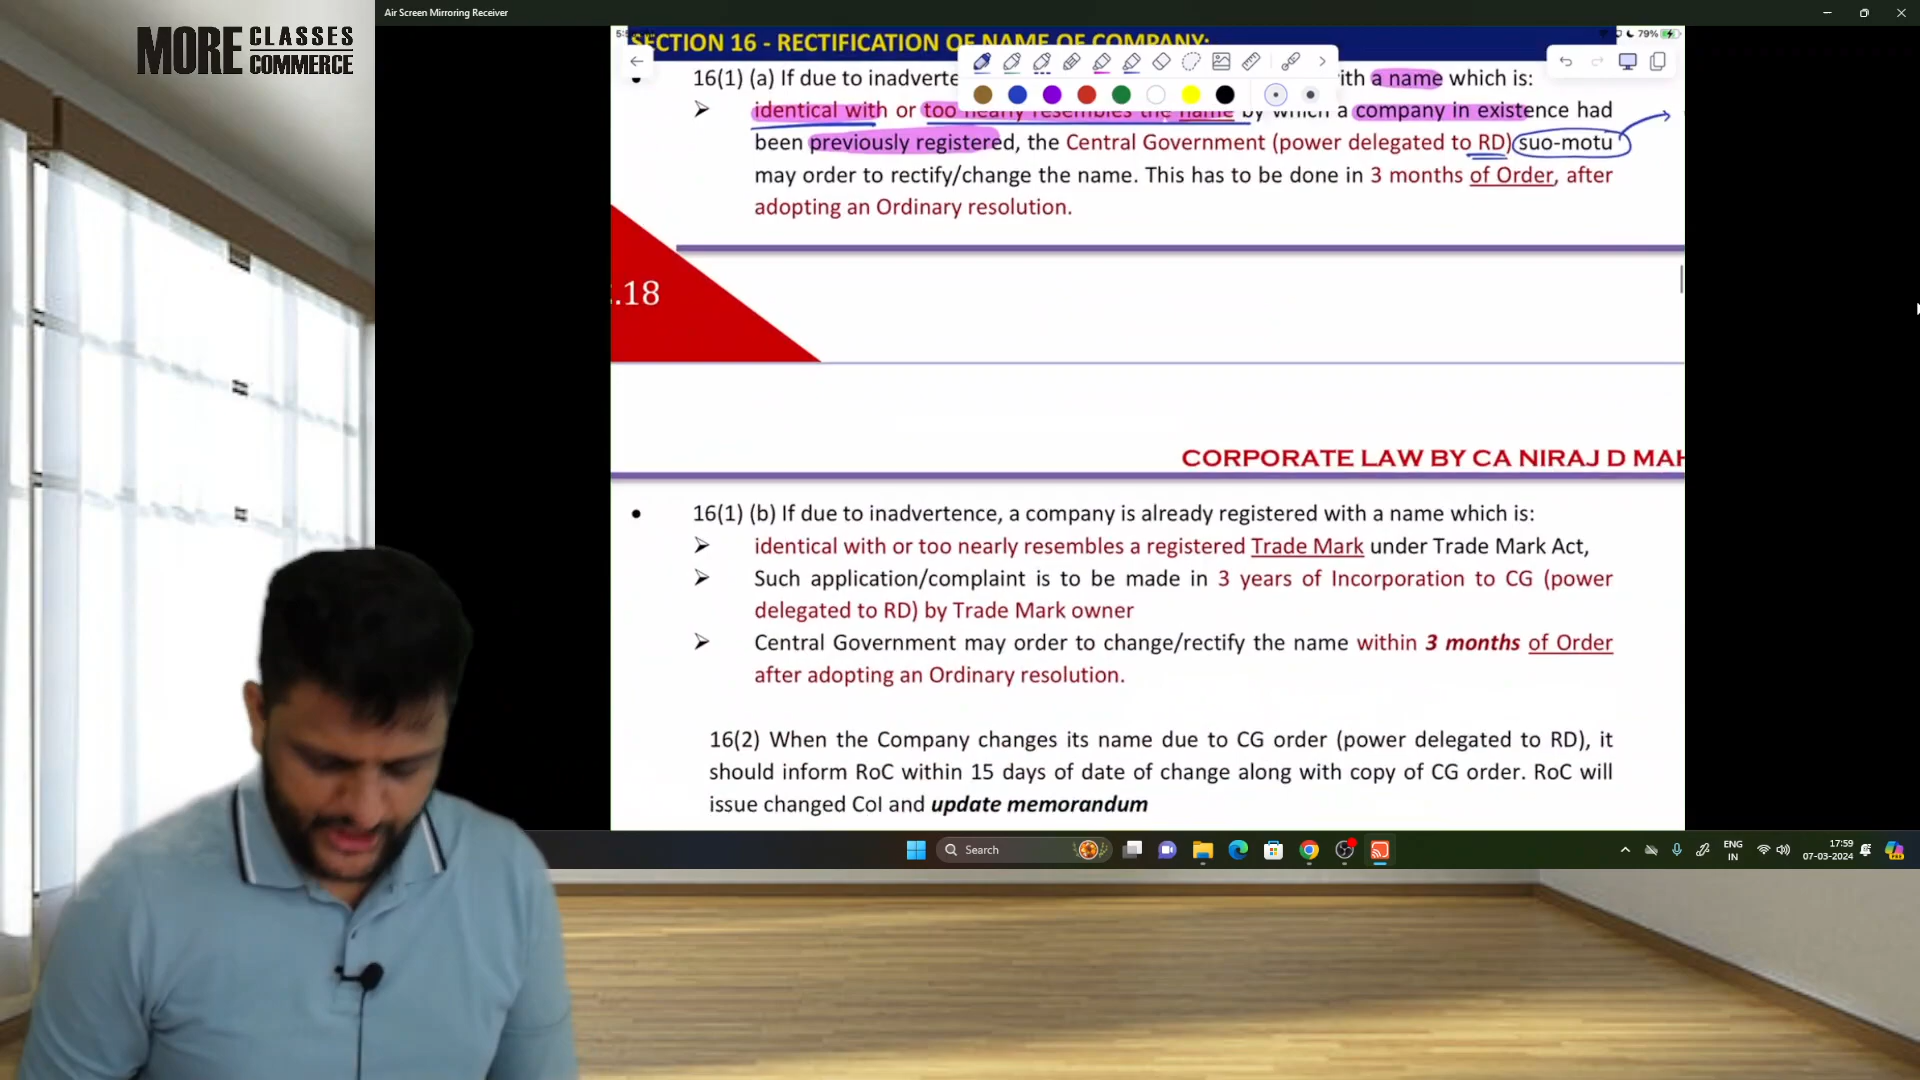 Air Screen Mirroring Receiver
MORE CLASSES COMMERCE
79%
SECTION 16 - RECTIFICATION OF NAME OF COMPANY:
16(1) (a) If due to inadverte
ith a name which is:
identical with or too nearly resembles the name by which a company in existence had
been previously registered, the Central Government (power delegated to RD) suo-motu
may order to rectify/change the name. This has to be done in 3 months of Order, after
adopting an Ordinary resolution.
.18
CORPORATE LAW BY CA NIRAJ D MAH
16(1) (b) If due to inadvertence, a company is already registered with a name which is:
identical with or too nearly resembles a registered Trade Mark under Trade Mark Act,
Such application/complaint is to be made in 3 years of Incorporation to CG (power
delegated to RD) by Trade Mark owner
Central Government may order to change/rectify the name within 3 months of Order
after adopting an Ordinary resolution.
16(2) When the Company changes its name due to CG order (power delegated to RD), it
should inform RoC within 15 days of date of change along with copy of CG order. RoC will
issue changed CoI and update memorandum
Search
ENG
IN
17:59
07-03-2024